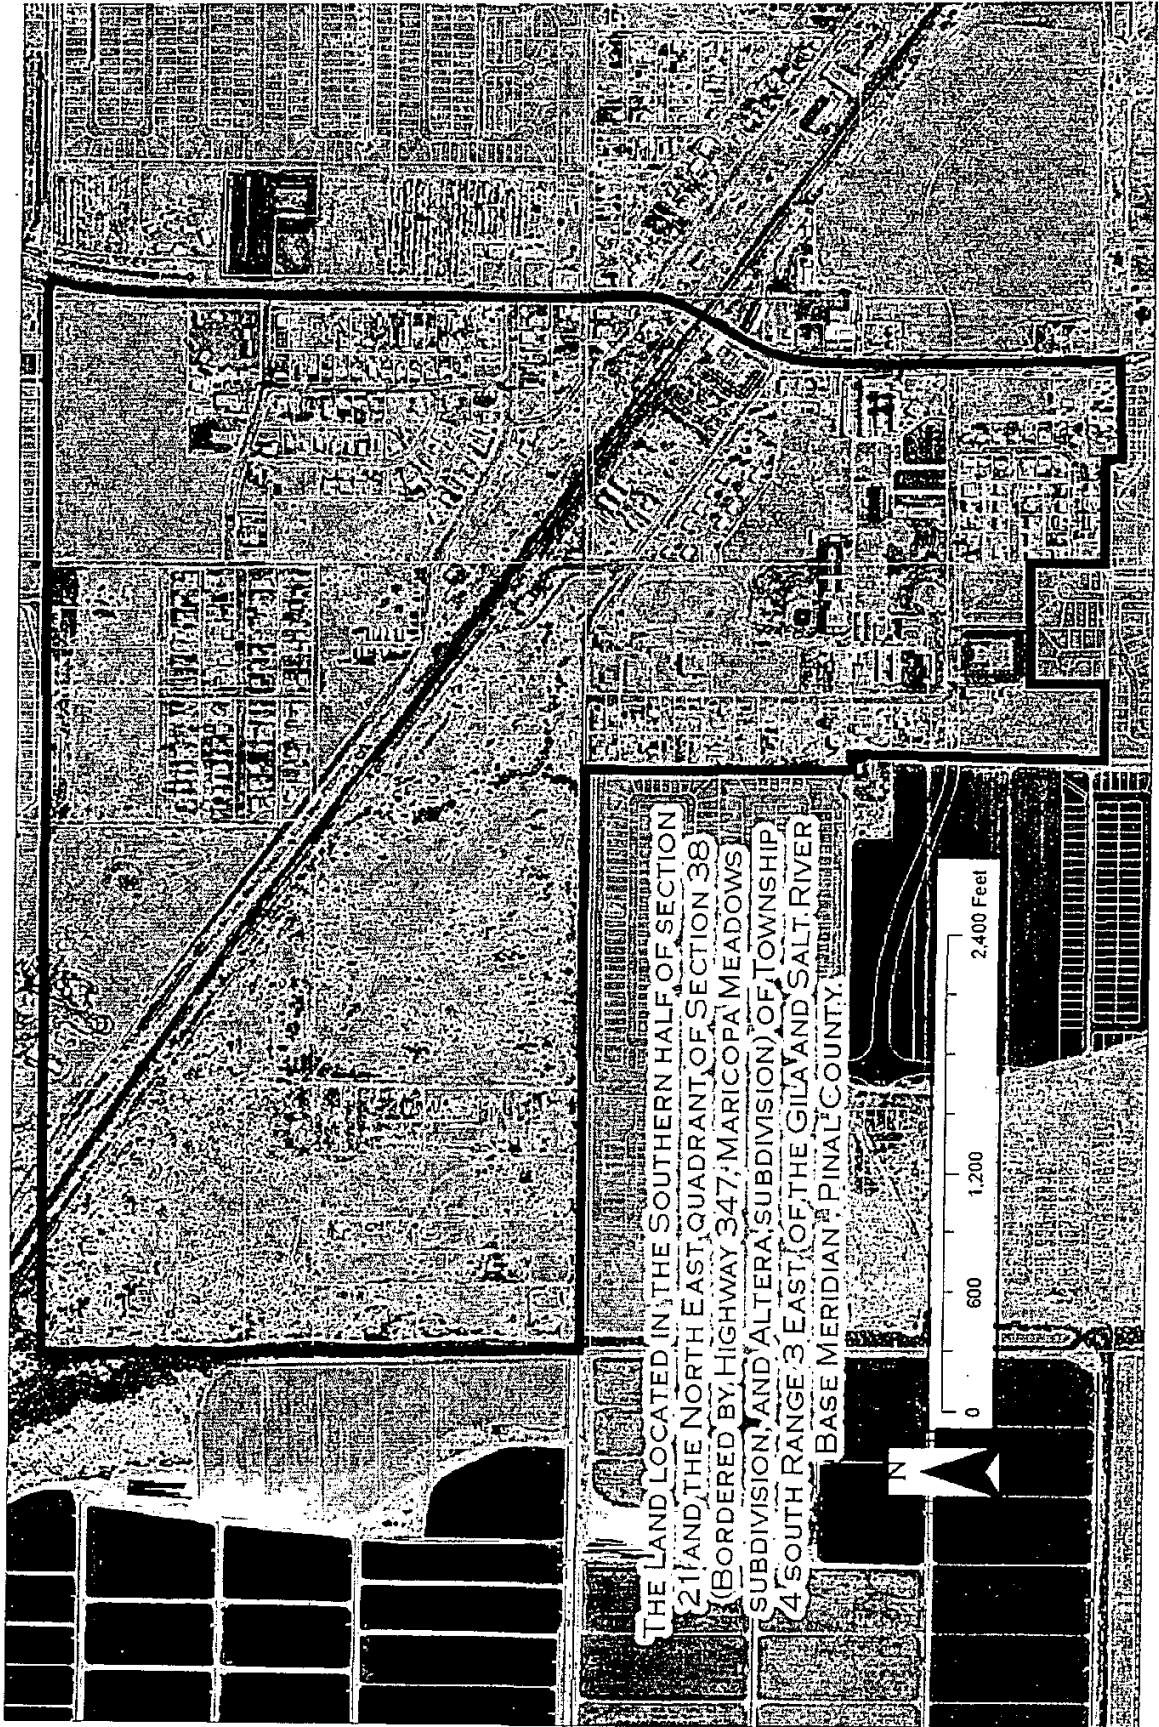 THE LAND LOCATED IN THE SOUTHERN HALF OF SECTION
21 AND THE NORTH EAST QUADRANT OF SECTION 38
(BORDERED BY HIGHWAY 347, MARICOPA MEADOWS
SUBDIVISION, AND ALTERA SUBDIVISION) OF TOWNSHIP
4 SOUTH RANGE 3 EAST, OF THE GILA AND SALT RIVER
BASE MERIDIAN, PINAL COUNTY.
N
0 600 1,200 2,400 Feet